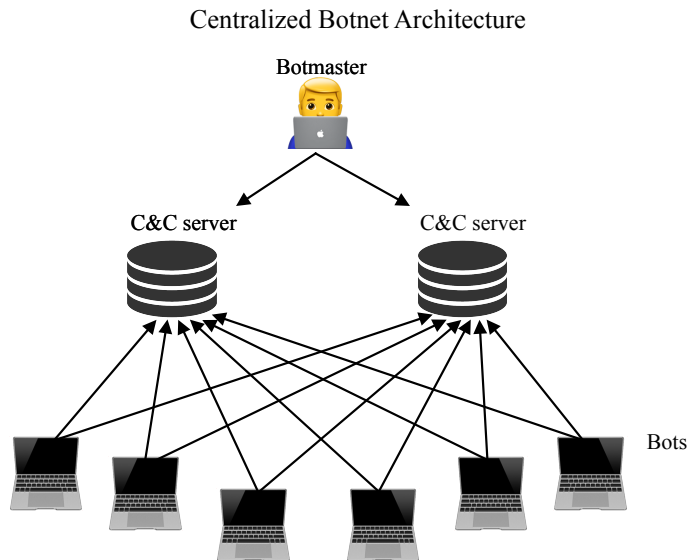 Centralized Botnet Architecture
Botmaster
C&C server
C&C server
Bots